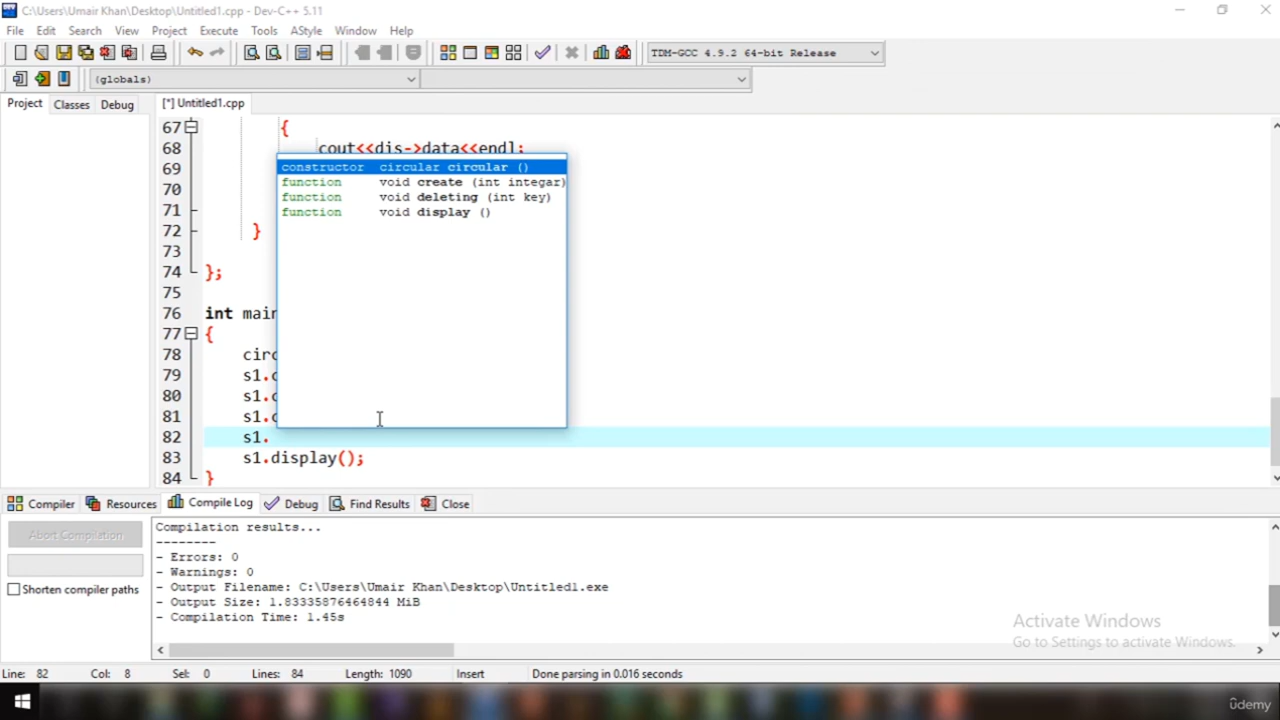 C:\Users\Umair Khan\Desktop\Untitled1.cpp - Dev-C++ 5.11
File Edit Search View Project Execute Tools AStyle Window Help
TDM-GCC 4.9.2 64-bit Release
(globals)
Project Classes Debug [*] Untitled1.cpp
67 {
68 cout<<dis->data<<endl;
69 constructor circular circular ()
function void create (int integar)
70 function void deleting (int key)
71 function void display ()
72 }
73
74 };
75
76 int main
77 {
78 circ
79 s1.c
80 s1.c
81 s1.c
82 s1.
83 s1.display();
84 }
Compiler Resources Compile Log Debug Find Results Close
Compilation results...
--------
Abort Compilation
- Errors: 0
- Warnings: 0
Shorten compiler paths
- Output Filename: C:\Users\Umair Khan\Desktop\Untitled1.exe
- Output Size: 1.83335876464844 MiB
- Compilation Time: 1.45s
Activate Windows
Go to Settings to activate Windows.
Line: 82 Col: 8 Sel: 0 Lines: 84 Length: 1090 Insert Done parsing in 0.016 seconds
ûdemy